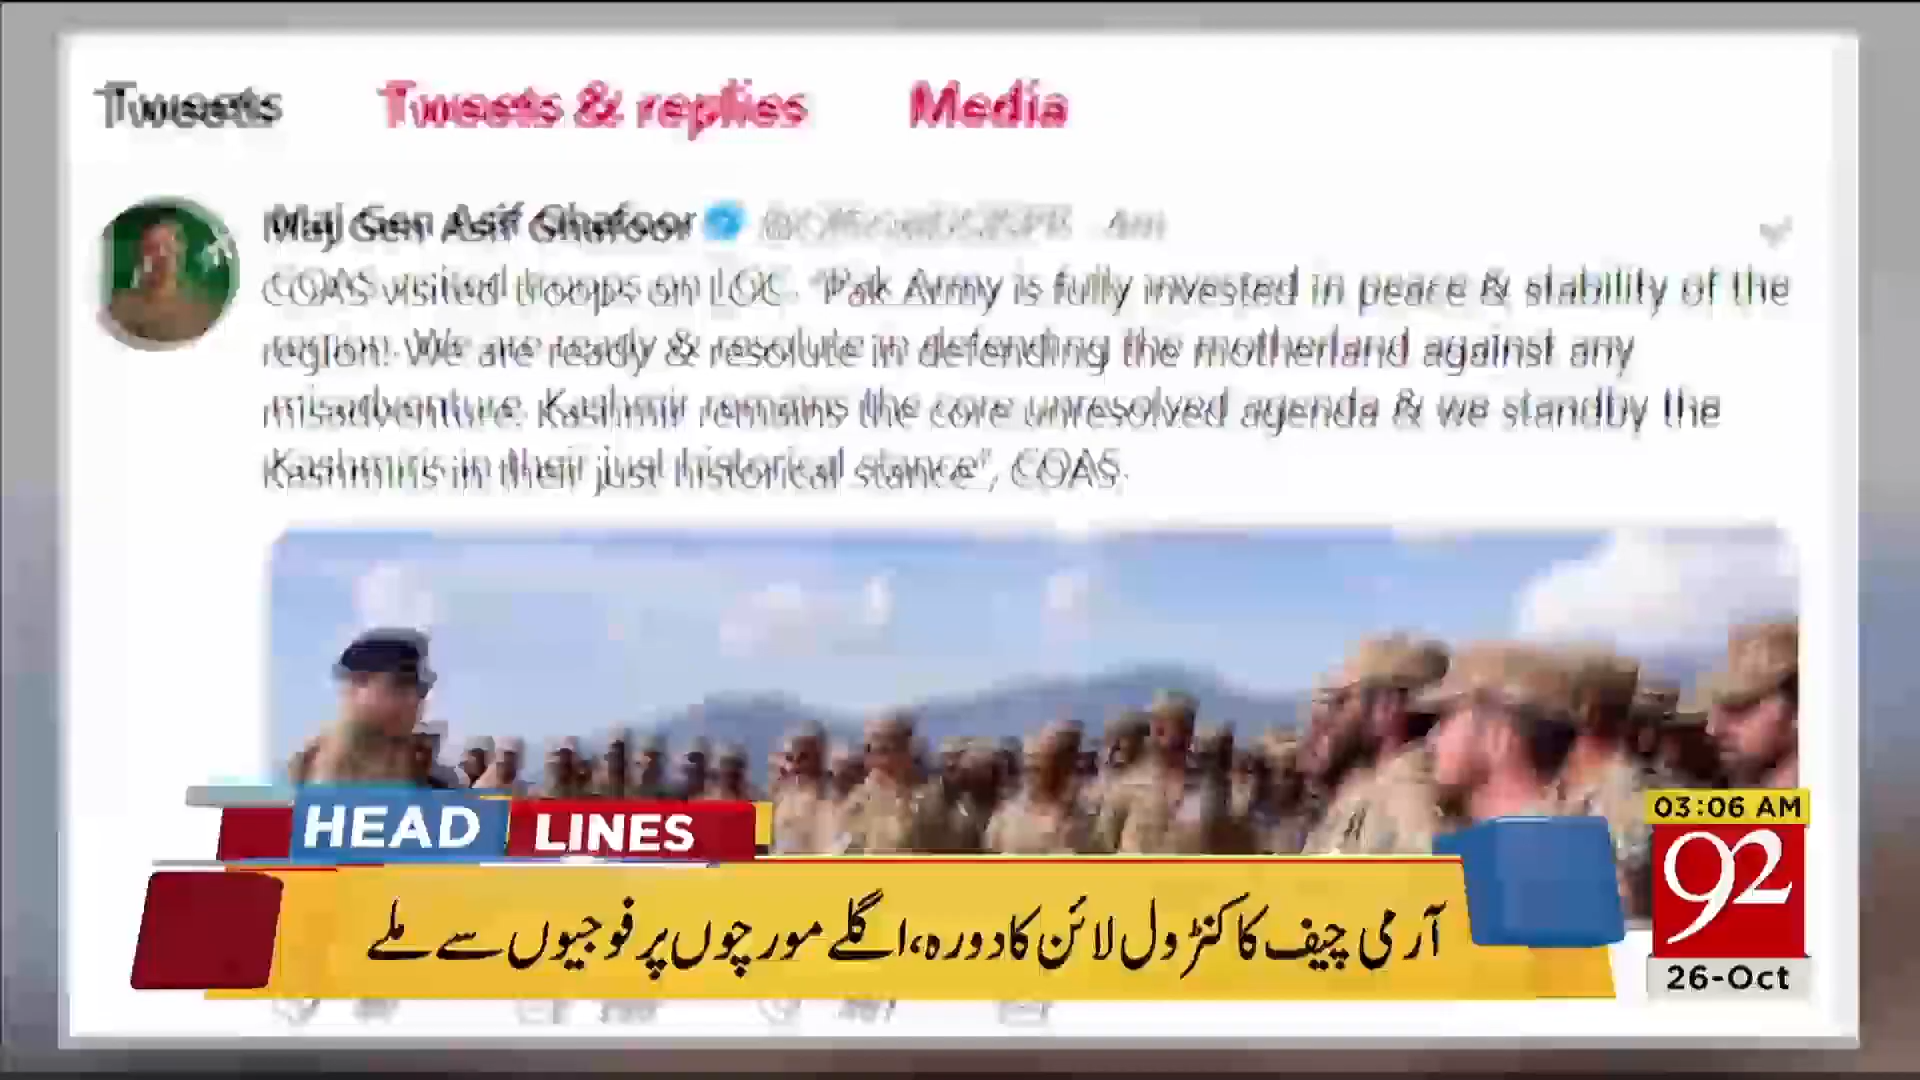 Tweets Tweets & replies Media
Maj Gen Asif Ghafoor
COAS visited troops on LOC. "Pak Army is fully invested in peace & stability of the
region. We are ready & resolute in defending the motherland against any
misadventure. Kashmir remains the core unresolved agenda & we standby the
Kashmiris in their just historical stance", COAS.
HEAD LINES
03:06 AM
92
آرمی چیف کا کنٹرول لائن کا دورہ، اگلے مورچوں پر فوجیوں سے ملے
26-Oct